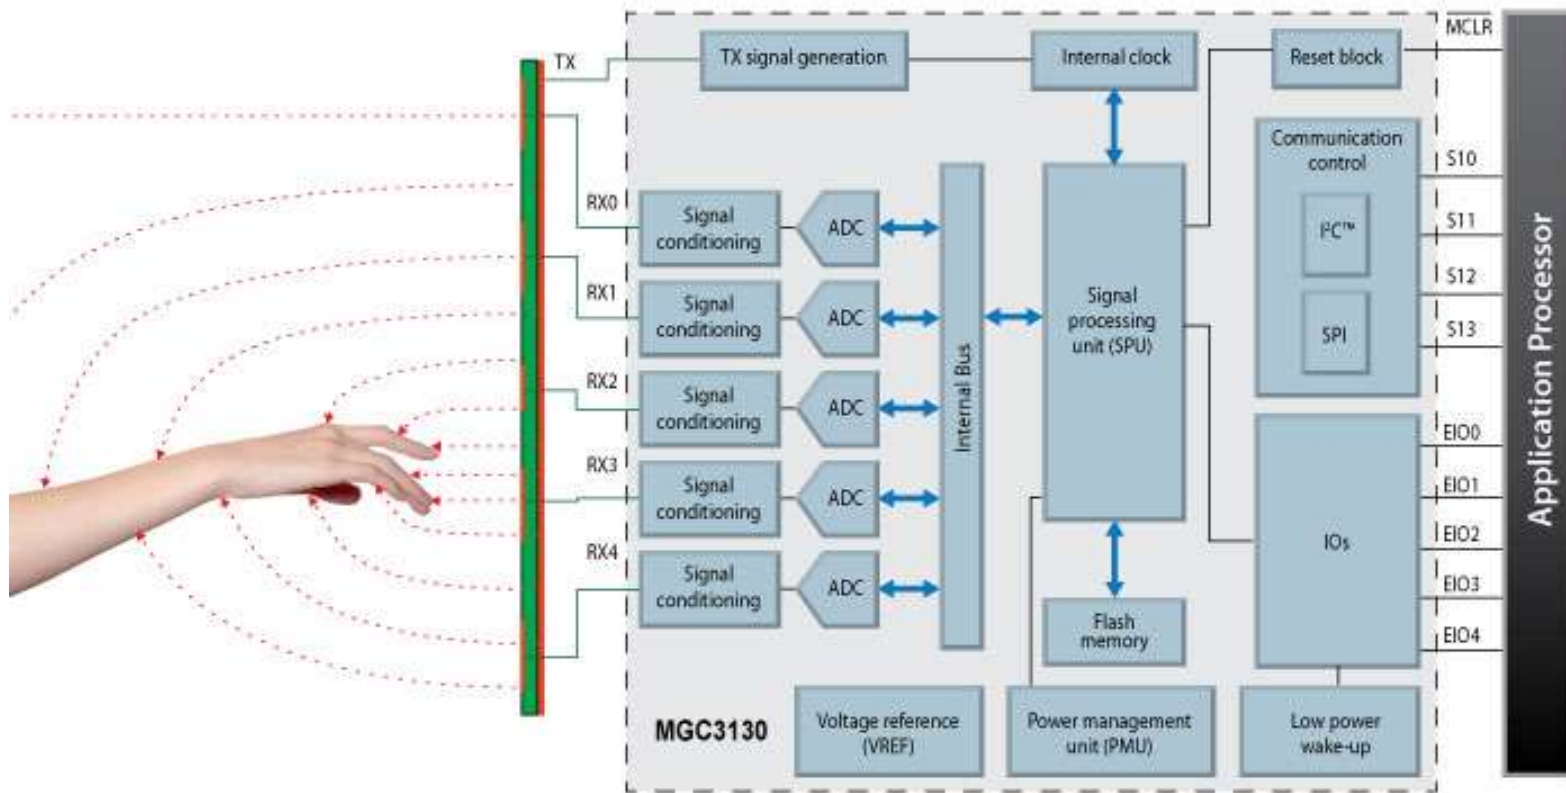 TX
TX signal generation
Internal clock
Reset block
MCLR
Communication
control
I²C™
SPI
S10
S11
S12
S13
RX0
Signal
conditioning
ADC
RX1
Signal
conditioning
ADC
RX2
Signal
conditioning
ADC
RX3
Signal
conditioning
ADC
RX4
Signal
conditioning
ADC
Internal Bus
Signal
processing
unit (SPU)
Flash
memory
IOs
EIO0
EIO1
EIO2
EIO3
EIO4
Application Processor
MGC3130
Voltage reference
(VREF)
Power management
unit (PMU)
Low power
wake-up